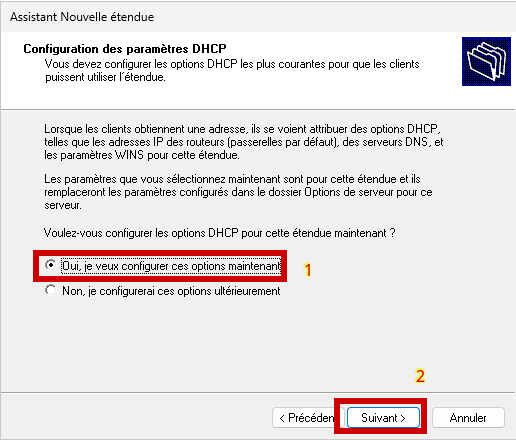 Assistant Nouvelle étendue
Configuration des paramètres DHCP
Vous devez configurer les options DHCP les plus courantes pour que les clients
puissent utiliser l'étendue.
Lorsque les clients obtiennent une adresse, ils se voient attribuer des options DHCP,
telles que les adresses IP des routeurs (passerelles par défaut), des serveurs DNS, et
les paramètres WINS pour cette étendue.
Les paramètres que vous sélectionnez maintenant sont pour cette étendue et ils
remplaceront les paramètres configurés dans le dossier Options de serveur pour ce
serveur.
Voulez-vous configurer les options DHCP pour cette étendue maintenant ?
Oui, je veux configurer ces options maintenant
1
Non, je configurerai ces options ultérieurement
2
< Précéden Suivant > Annuler